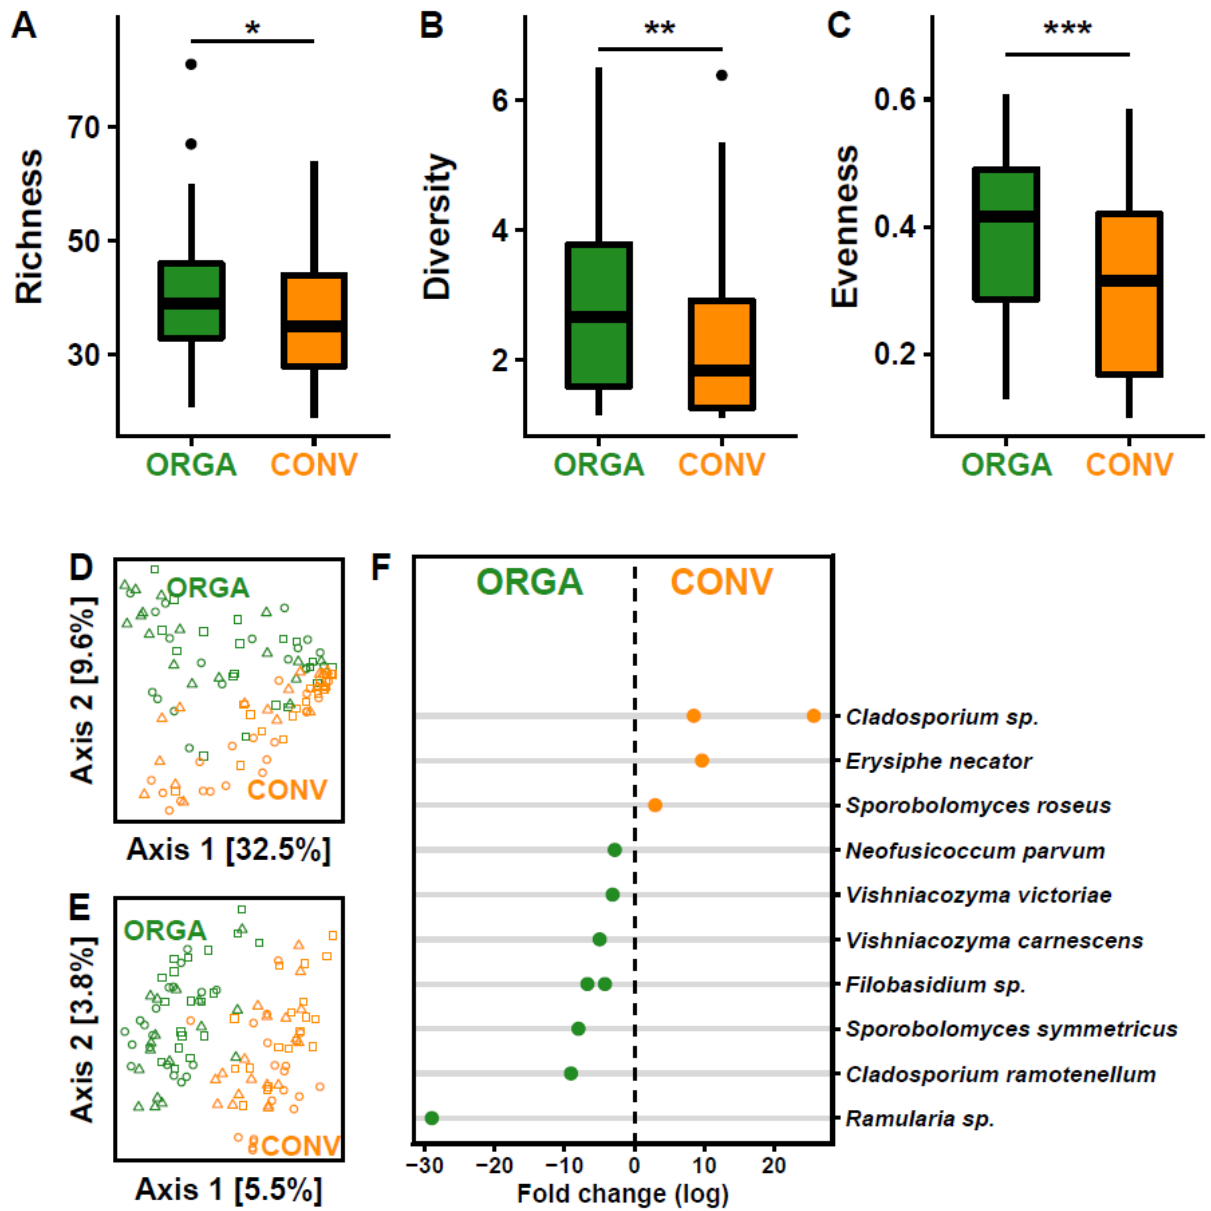 A
*
Richness
70
50
30
ORGA CONV
B
**
Diversity
6
4
2
ORGA CONV
C
***
Evenness
0.6
0.4
0.2
ORGA CONV
D
ORGA
CONV
Axis 2 [9.6%]
Axis 1 [32.5%]
E
ORGA
CONV
Axis 2 [3.8%]
Axis 1 [5.5%]
F
ORGA CONV
Cladosporium sp.
Erysiphe necator
Sporobolomyces roseus
Neofusicoccum parvum
Vishniacozyma victoriae
Vishniacozyma carnescens
Filobasidium sp.
Sporobolomyces symmetricus
Cladosporium ramotenellum
Ramularia sp.
−30 −20 −10 0 10 20
Fold change (log)